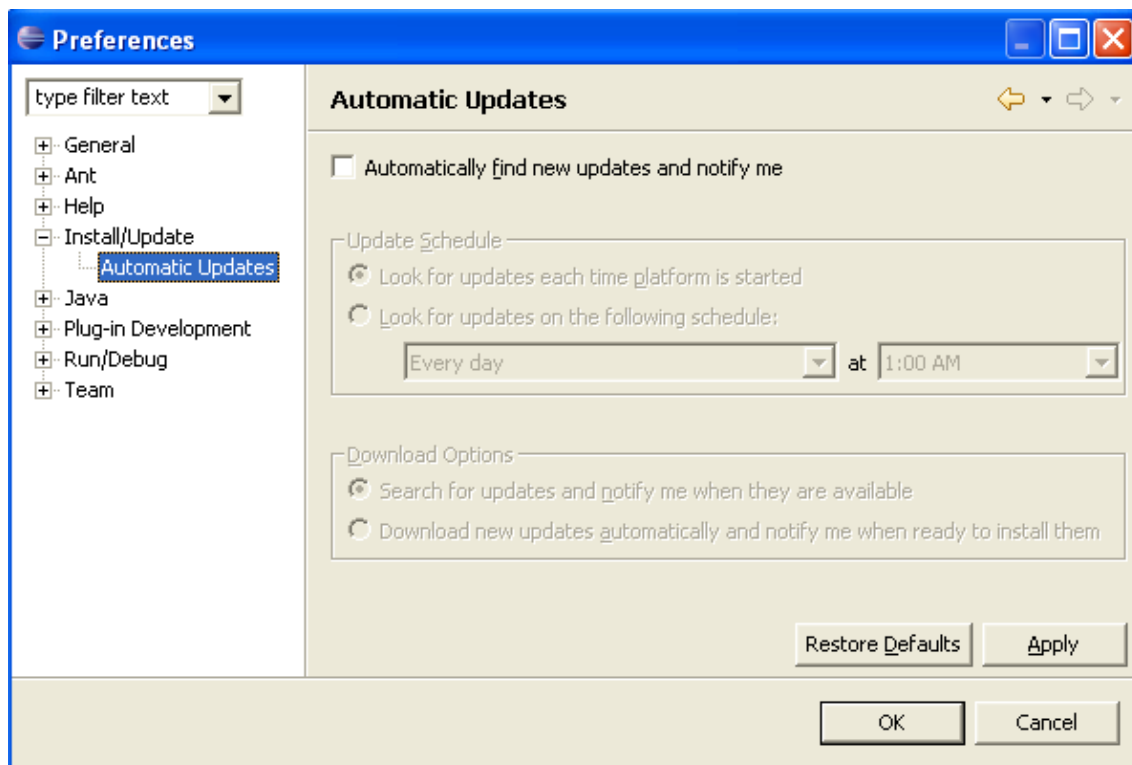 Preferences
type filter text
General
Ant
Help
Install/Update
Automatic Updates
Java
Plug-in Development
Run/Debug
Team
Automatic Updates
Automatically find new updates and notify me
Update Schedule
Look for updates each time platform is started
Look for updates on the following schedule:
Every day at 1:00 AM
Download Options
Search for updates and notify me when they are available
Download new updates automatically and notify me when ready to install them
Restore Defaults Apply
OK Cancel